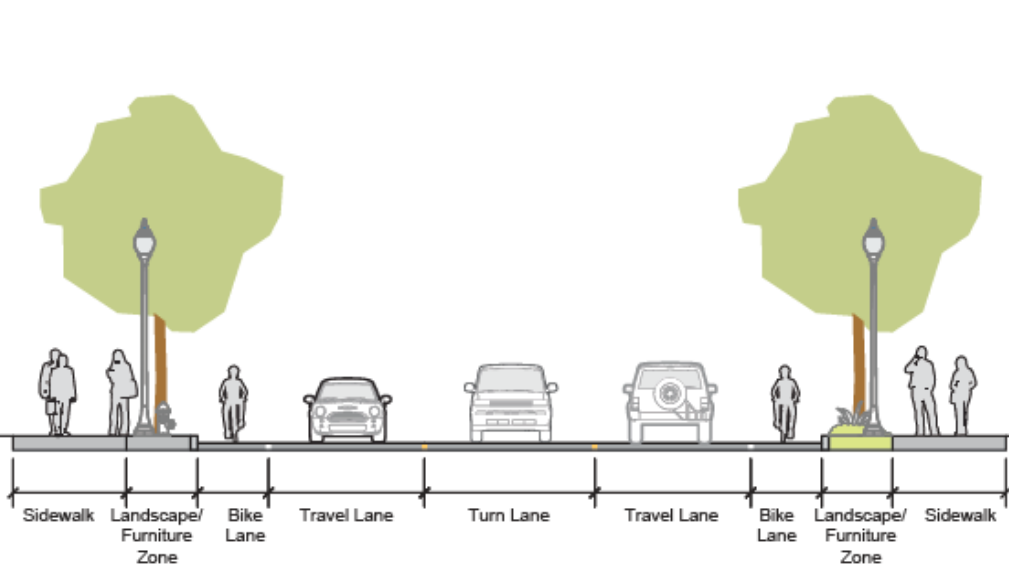 Sidewalk
Landscape/
Furniture
Zone
Bike
Lane
Travel Lane
Turn Lane
Travel Lane
Bike
Lane
Landscape/
Furniture
Zone
Sidewalk